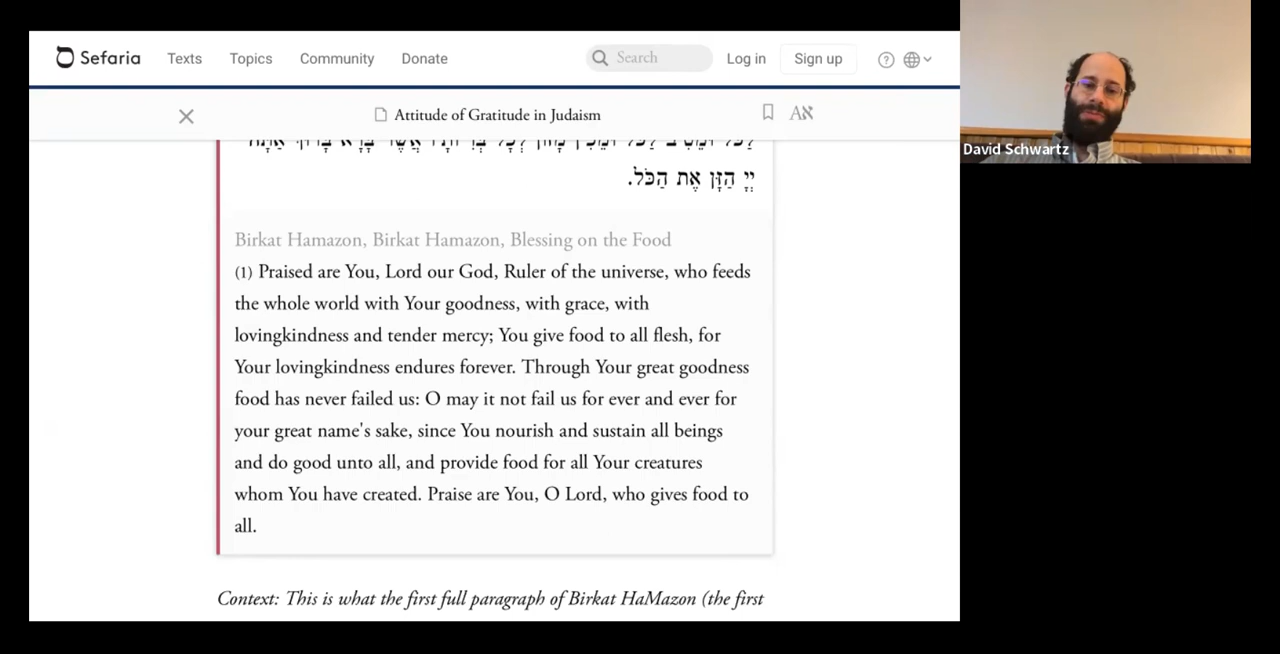 Sefaria Texts Topics Community Donate Search Log in Sign up
Attitude of Gratitude in Judaism Aא
יְיָ הַזָּן אֶת הַכֹּל.
Birkat Hamazon, Birkat Hamazon, Blessing on the Food
(1) Praised are You, Lord our God, Ruler of the universe, who feeds
the whole world with Your goodness, with grace, with
lovingkindness and tender mercy; You give food to all flesh, for
Your lovingkindness endures forever. Through Your great goodness
food has never failed us: O may it not fail us for ever and ever for
your great name's sake, since You nourish and sustain all beings
and do good unto all, and provide food for all Your creatures
whom You have created. Praise are You, O Lord, who gives food to
all.
Context: This is what the first full paragraph of Birkat HaMazon (the first
David Schwartz